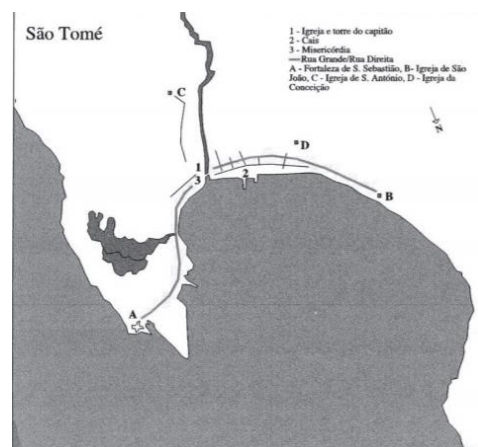 São Tomé
1 - Igreja e torre do capitão
2 - Cais
3 - Misericórdia
Rua Grande/Rua Direita
A - Fortaleza de S. Sebastião, B- Igreja de São
João, C - Igreja de S. António, D - Igreja da
Conceição
N
C
D
1
3
2
B
A